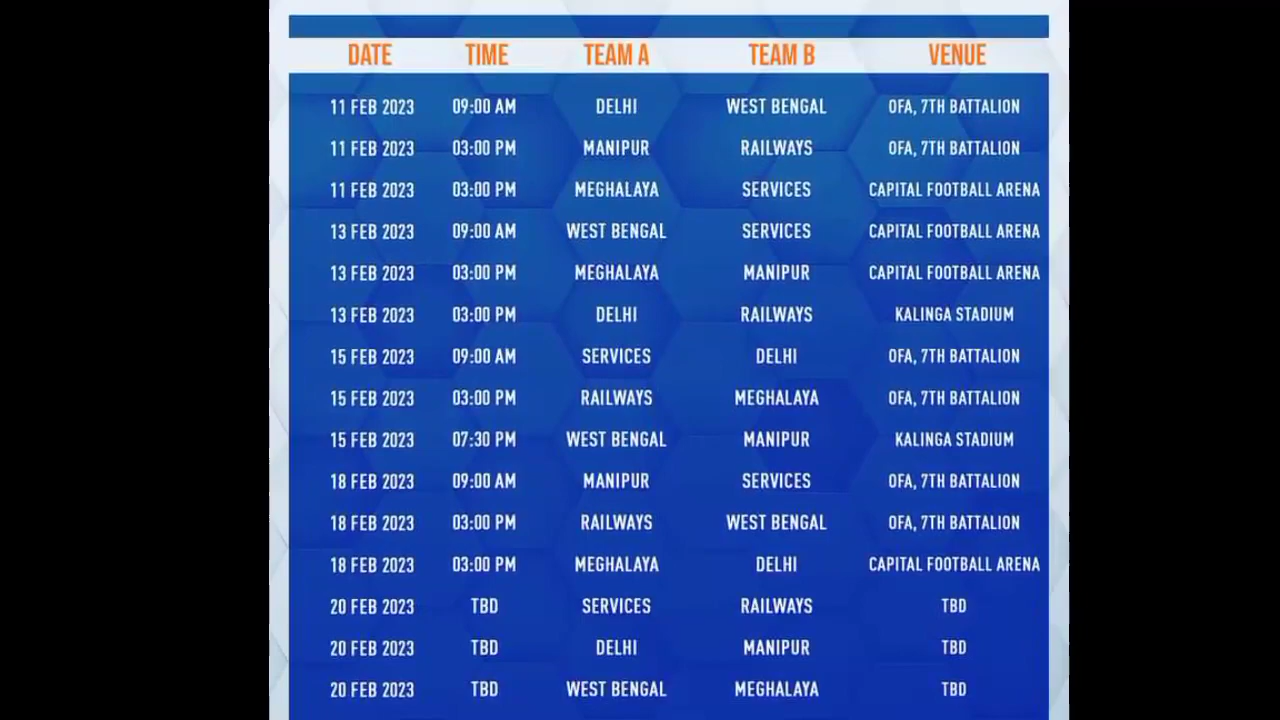 DATE TIME TEAM A TEAM B VENUE
11 FEB 2023 09:00 AM DELHI WEST BENGAL OFA, 7TH BATTALION
11 FEB 2023 03:00 PM MANIPUR RAILWAYS OFA, 7TH BATTALION
11 FEB 2023 03:00 PM MEGHALAYA SERVICES CAPITAL FOOTBALL ARENA
13 FEB 2023 09:00 AM WEST BENGAL SERVICES CAPITAL FOOTBALL ARENA
13 FEB 2023 03:00 PM MEGHALAYA MANIPUR CAPITAL FOOTBALL ARENA
13 FEB 2023 03:00 PM DELHI RAILWAYS KALINGA STADIUM
15 FEB 2023 09:00 AM SERVICES DELHI OFA, 7TH BATTALION
15 FEB 2023 03:00 PM RAILWAYS MEGHALAYA OFA, 7TH BATTALION
15 FEB 2023 07:30 PM WEST BENGAL MANIPUR KALINGA STADIUM
18 FEB 2023 09:00 AM MANIPUR SERVICES OFA, 7TH BATTALION
18 FEB 2023 03:00 PM RAILWAYS WEST BENGAL OFA, 7TH BATTALION
18 FEB 2023 03:00 PM MEGHALAYA DELHI CAPITAL FOOTBALL ARENA
20 FEB 2023 TBD SERVICES RAILWAYS TBD
20 FEB 2023 TBD DELHI MANIPUR TBD
20 FEB 2023 TBD WEST BENGAL MEGHALAYA TBD